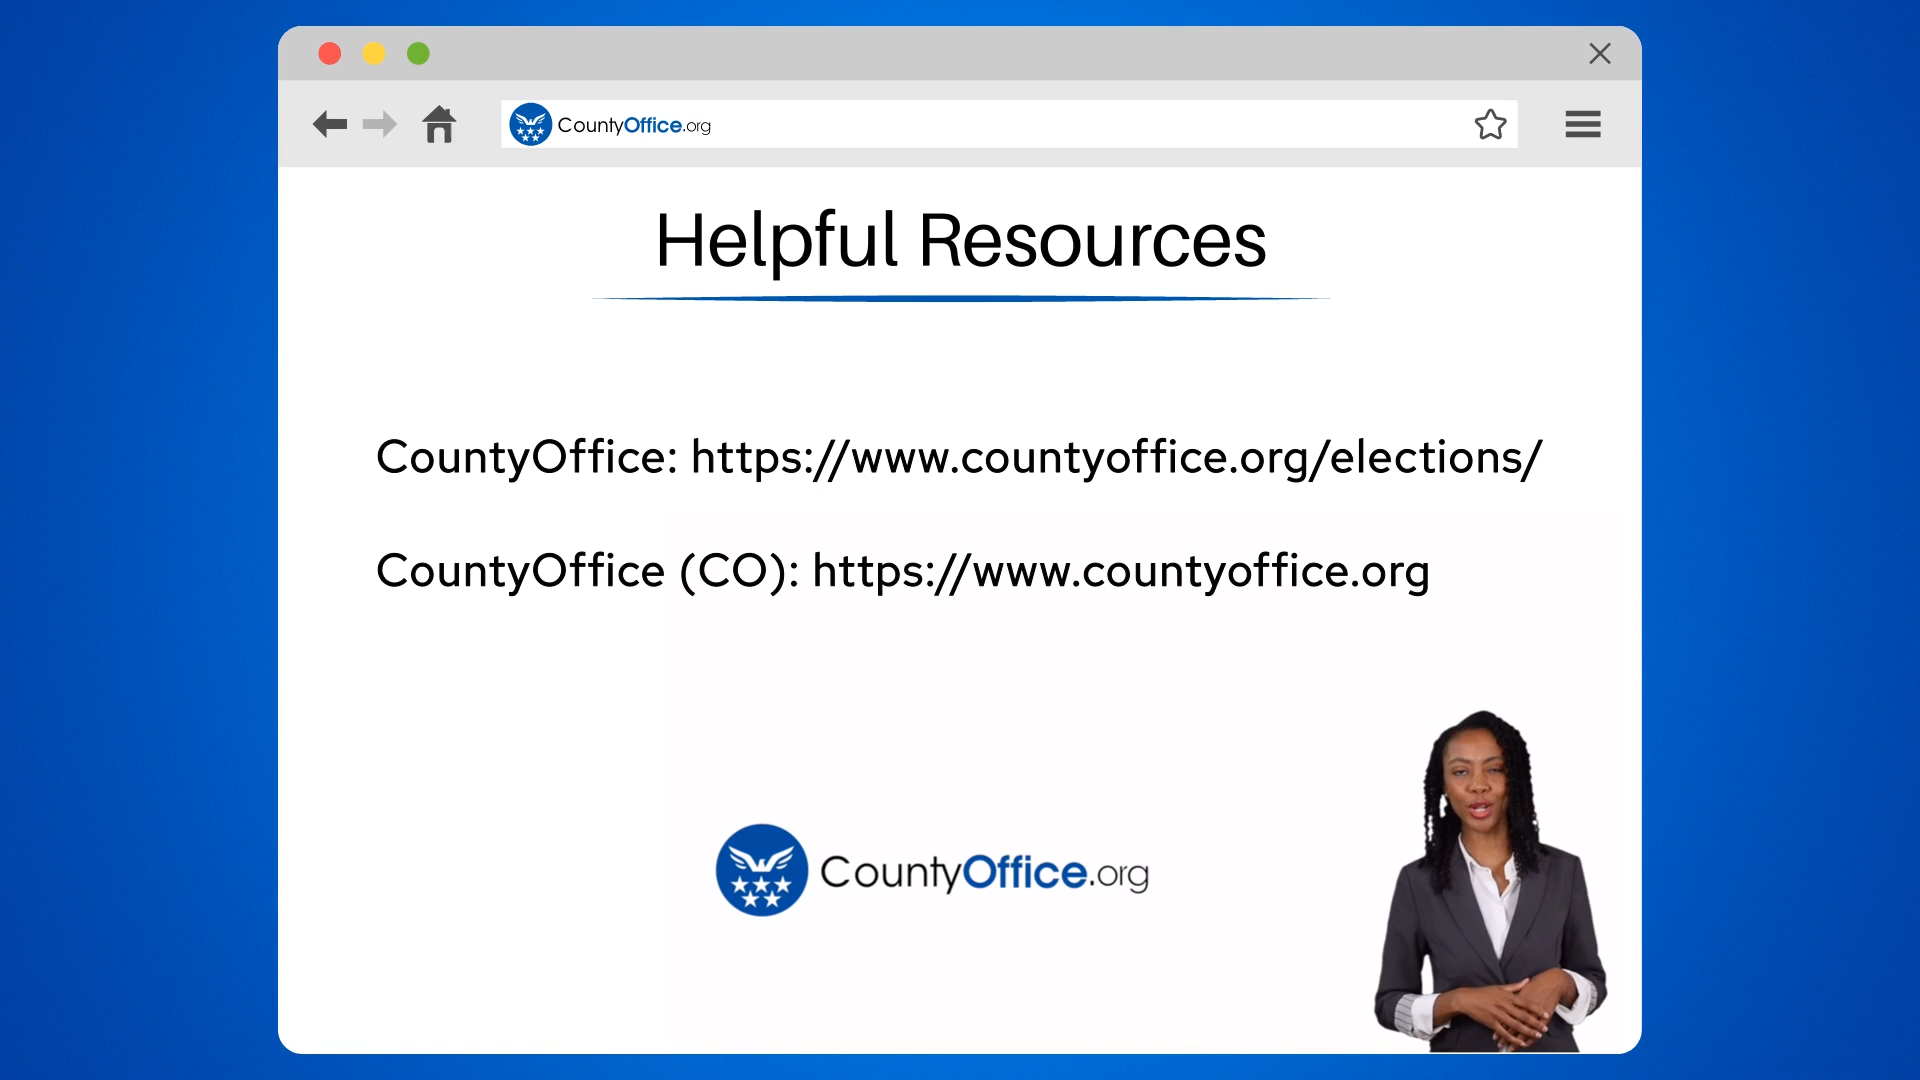 CountyOffice.org
Helpful Resources
CountyOffice: https://www.countyoffice.org/elections/
CountyOffice (CO): https://www.countyoffice.org
CountyOffice.org